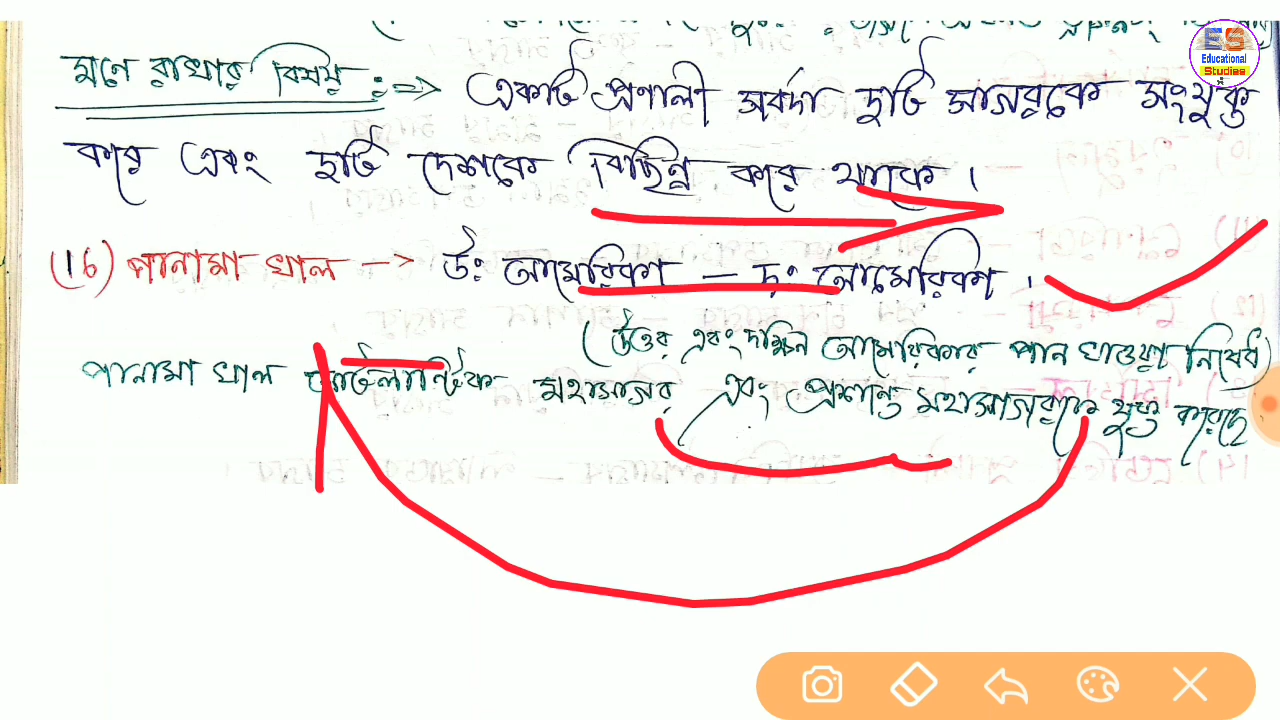 Educational
Studies
মনে রাখার বিষয় :=> একটি প্রণালী সর্বদা দুটি সাগরকে সংযুক্ত
করে এবং দুটি দেশকে বিচ্ছিন্ন করে থাকে ।
(16) পানামা খাল —> উঃ আমেরিকা — দঃ আমেরিকা ।
(উত্তর এবং দক্ষিন আমেরিকার পান খাওয়া নিষেধ)
পানামা খাল আটলান্টিক মহাসাগর এবং প্রশান্ত মহাসাগরকে যুক্ত করেছে